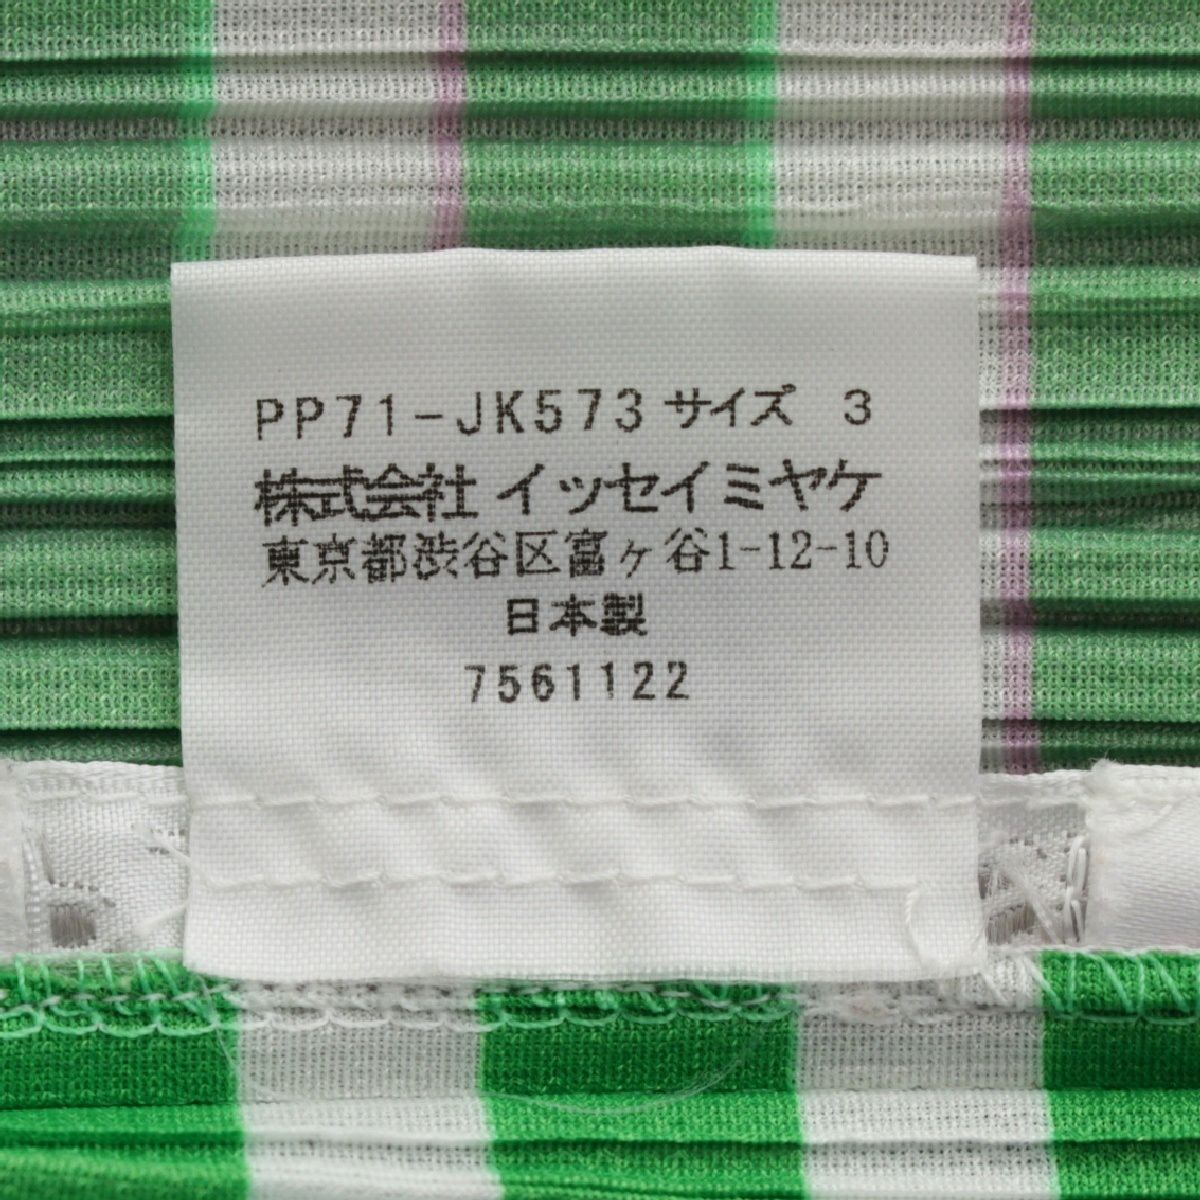 PP71-JK573 サイズ 3
株式会社 イッセイミヤケ
東京都渋谷区富ヶ谷1-12-10
日本製
7561122